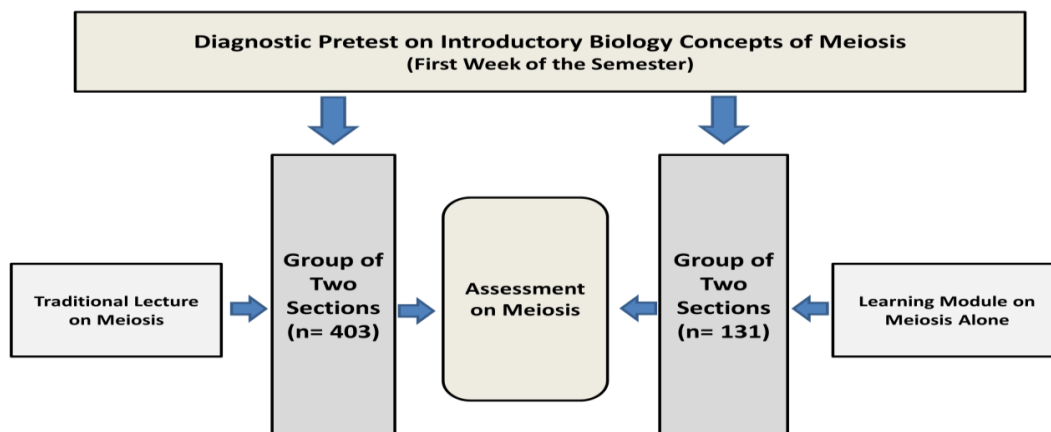 Diagnostic Pretest on Introductory Biology Concepts of Meiosis
(First Week of the Semester)
Traditional Lecture
on Meiosis
Group of
Two
Sections
(n= 403)
Assessment
on Meiosis
Group of
Two
Sections
(n= 131)
Learning Module on
Meiosis Alone